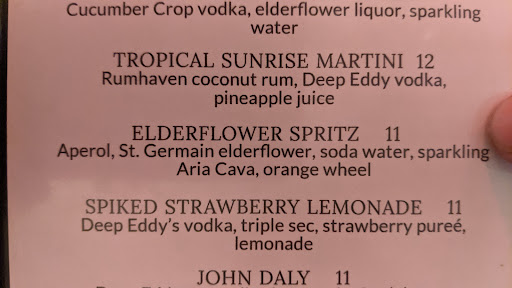 Cucumber Crop vodka, elderflower liquor, sparkling
water
TROPICAL SUNRISE MARTINI 12
Rumhaven coconut rum, Deep Eddy vodka,
pineapple juice
ELDERFLOWER SPRITZ 11
Aperol, St. Germain elderflower, soda water, sparkling
Aria Cava, orange wheel
SPIKED STRAWBERRY LEMONADE 11
Deep Eddy's vodka, triple sec, strawberry pureé,
lemonade
JOHN DALY 11